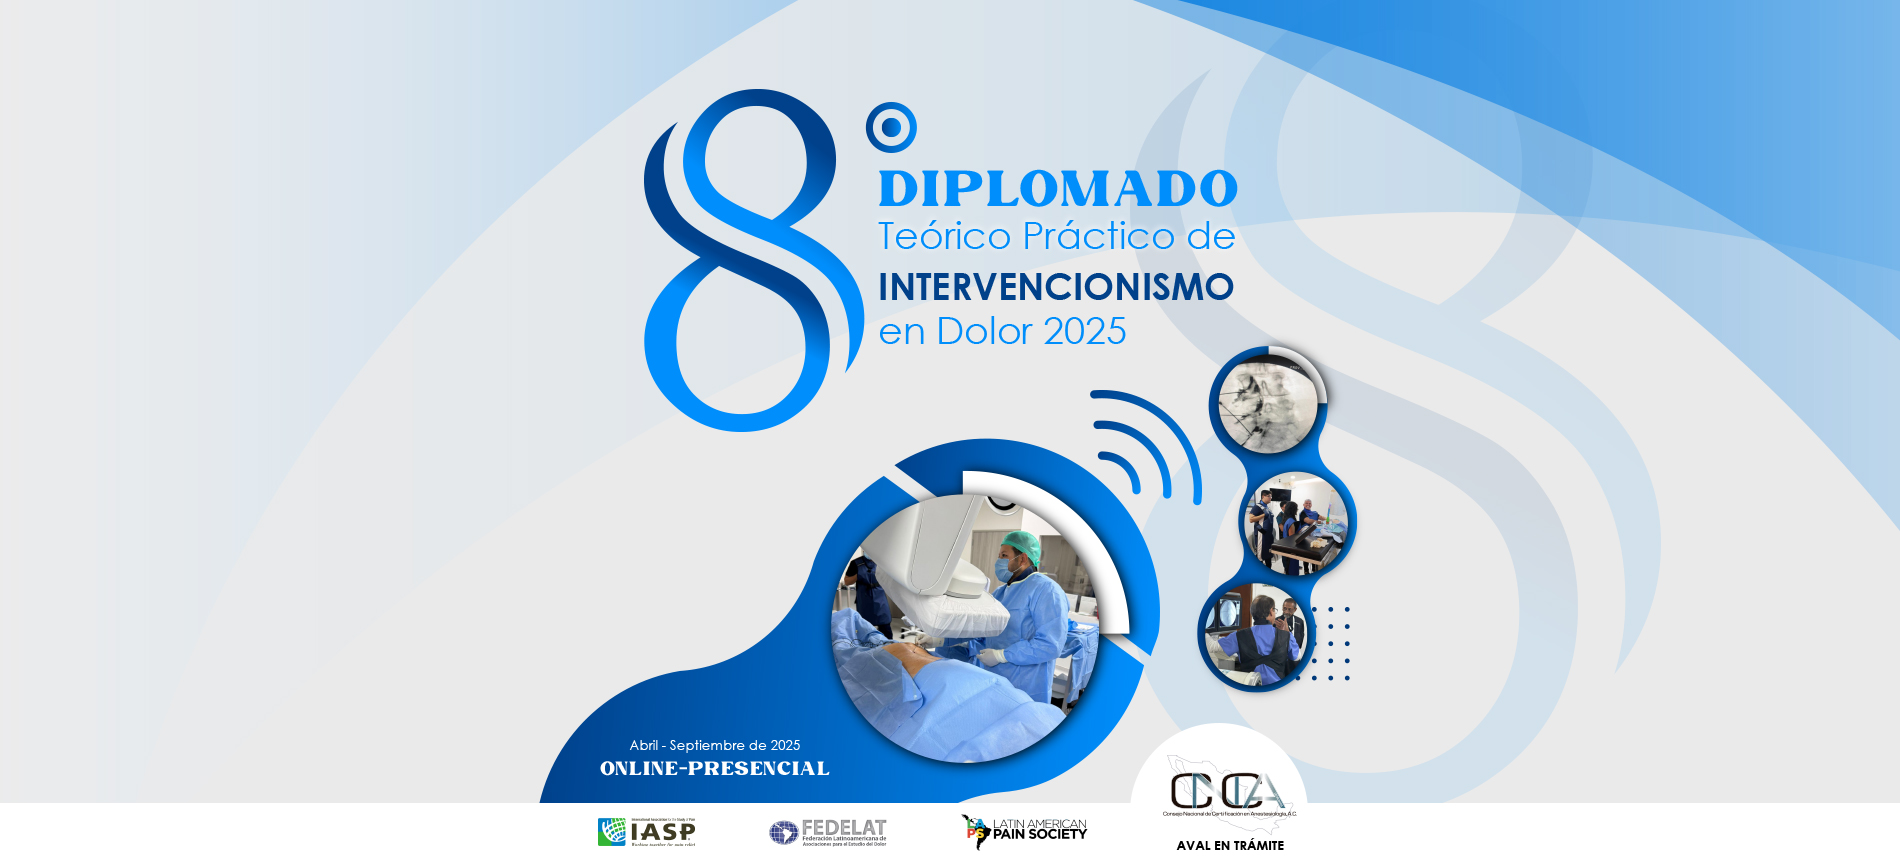 8°
DIPLOMADO
Teórico Práctico de
INTERVENCIONISMO
en Dolor 2025
Abril - Septiembre de 2025
ONLINE-PRESENCIAL
International Association for the Study of Pain
IASP
Working together for pain relief
FEDELAT
Federación Latinoamericana de
Asociaciones para el Estudio del Dolor
LA
PS
LATIN AMERICAN
PAIN SOCIETY
CNCA
Consejo Nacional de Certificación en Anestesiología, A.C.
AVAL EN TRÁMITE